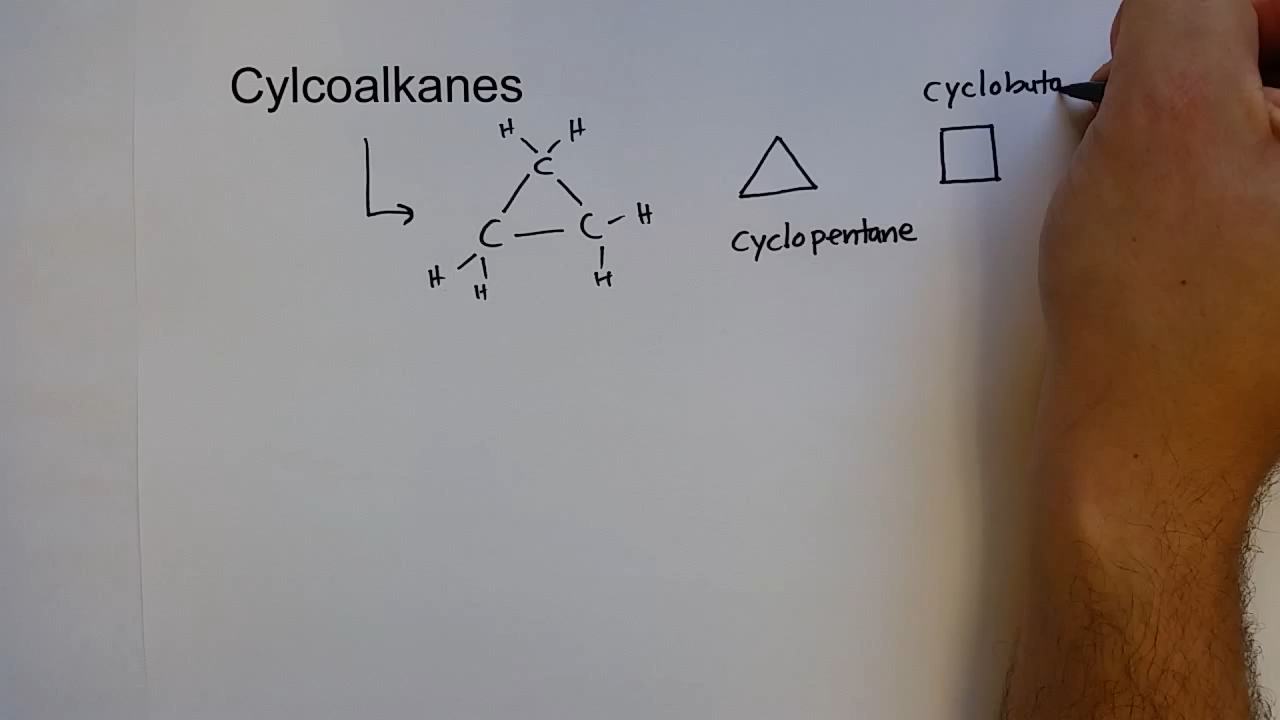 Cylcoalkanes
cyclobuta
H H
C
C C H
H H H
cyclopentane